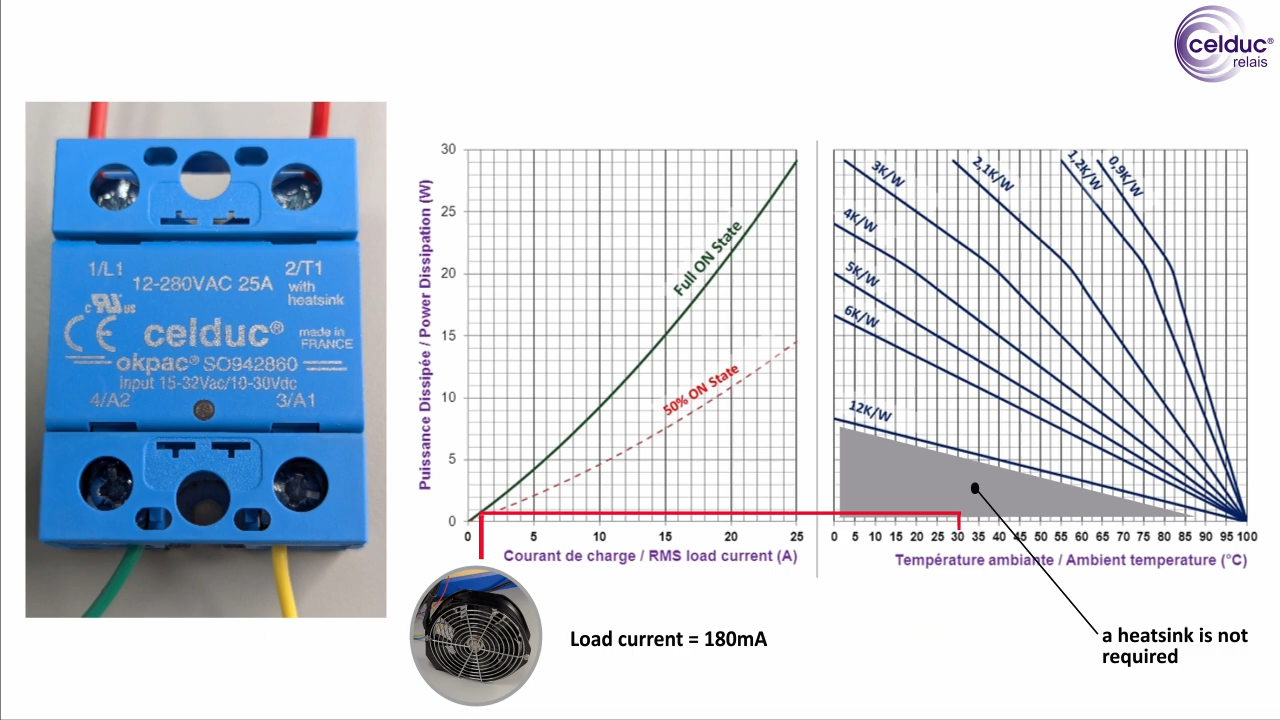 celduc®
relais
1/L1
2/T1
12-280VAC 25A
with
heatsink
c RU us
CE
celduc®
made in
FRANCE
okpac® SO942860
input 15-32Vac/10-30Vdc
4/A2
3/A1
Puissance Dissipée / Power Dissipation (W)
30
25
20
15
10
5
0
Full ON State
50% ON State
0 5 10 15 20 25
Courant de charge / RMS load current (A)
3K/W
2,1K/W
1,2K/W
0,9K/W
4K/W
5K/W
6K/W
12K/W
0 5 10 15 20 25 30 35 40 45 50 55 60 65 70 75 80 85 90 95 100
Température ambiante / Ambient temperature (°C)
Load current = 180mA
a heatsink is not
required